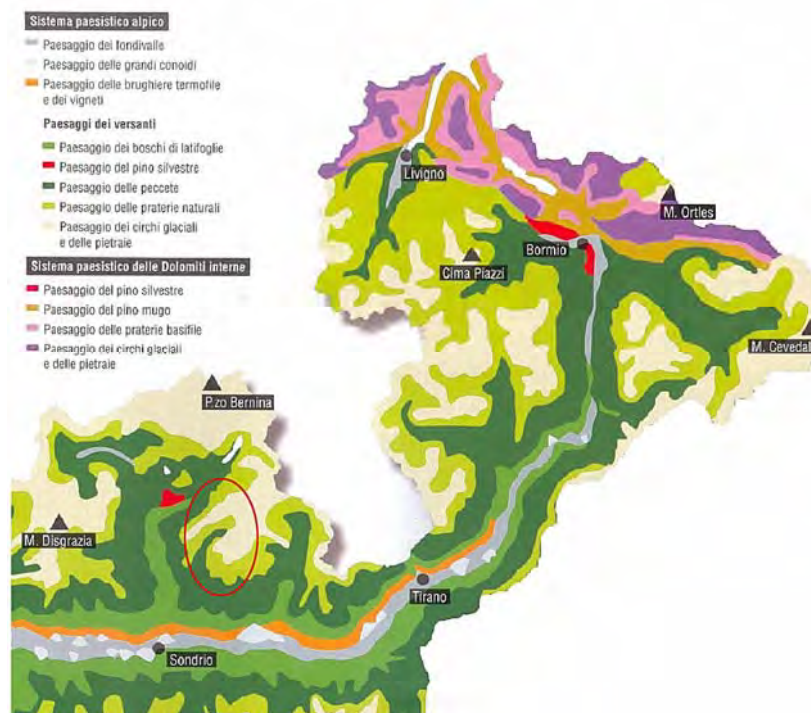 Sistema paesistico alpico
Paesaggio dei fondivalle
Paesaggio delle grandi conoidi
Paesaggio delle brughiere termofile
e dei vigneti
Paesaggi dei versanti
Paesaggio dei boschi di latifoglie
Paesaggio del pino silvestre
Paesaggio delle peccete
Paesaggio delle praterie naturali
Paesaggio dei circhi glaciali
e delle pietraie
Sistema paesistico delle Dolomiti interne
Paesaggio del pino silvestre
Paesaggio del pino mugo
Paesaggio delle praterie basifile
Paesaggio dei circhi glaciali
e delle pietraie
Livigno
M. Ortles
Bormio
Cima Piazzi
M. Cevedal
P.zo Bernina
M. Disgrazia
Tirano
Sondrio